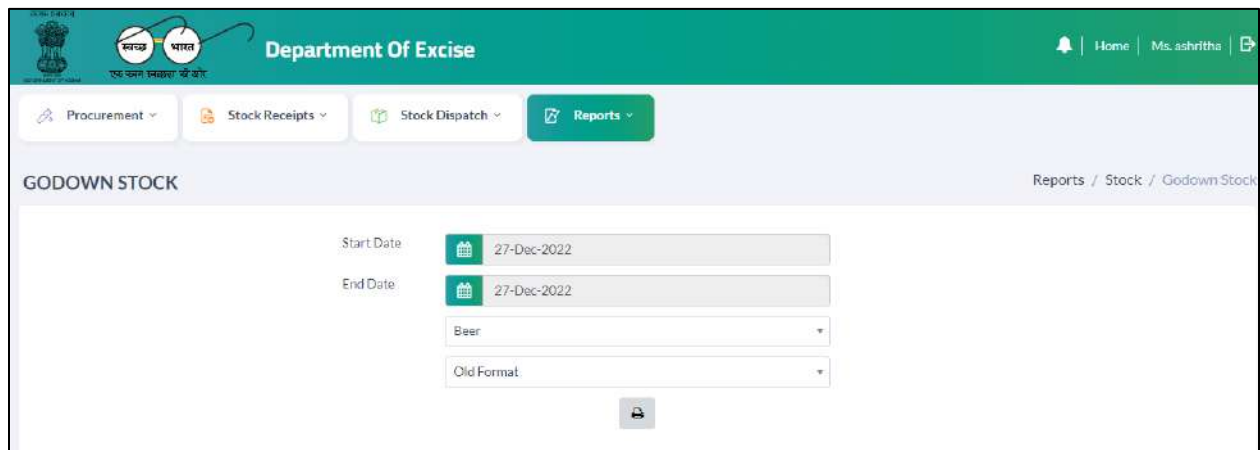 स्वच्छ भारत
एक कदम स्वच्छता की ओर
Department Of Excise
Home
Ms. ashritha
Procurement
Stock Receipts
Stock Dispatch
Reports
GODOWN STOCK
Reports / Stock / Godown Stock
Start Date
27-Dec-2022
End Date
27-Dec-2022
Beer
Old Format